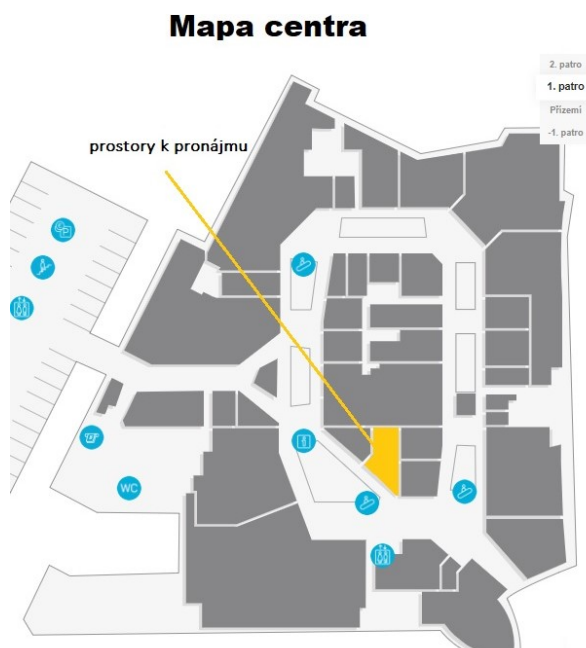 Mapa centra
2. patro
1. patro
Přízemí
-1. patro
prostory k pronájmu
WC